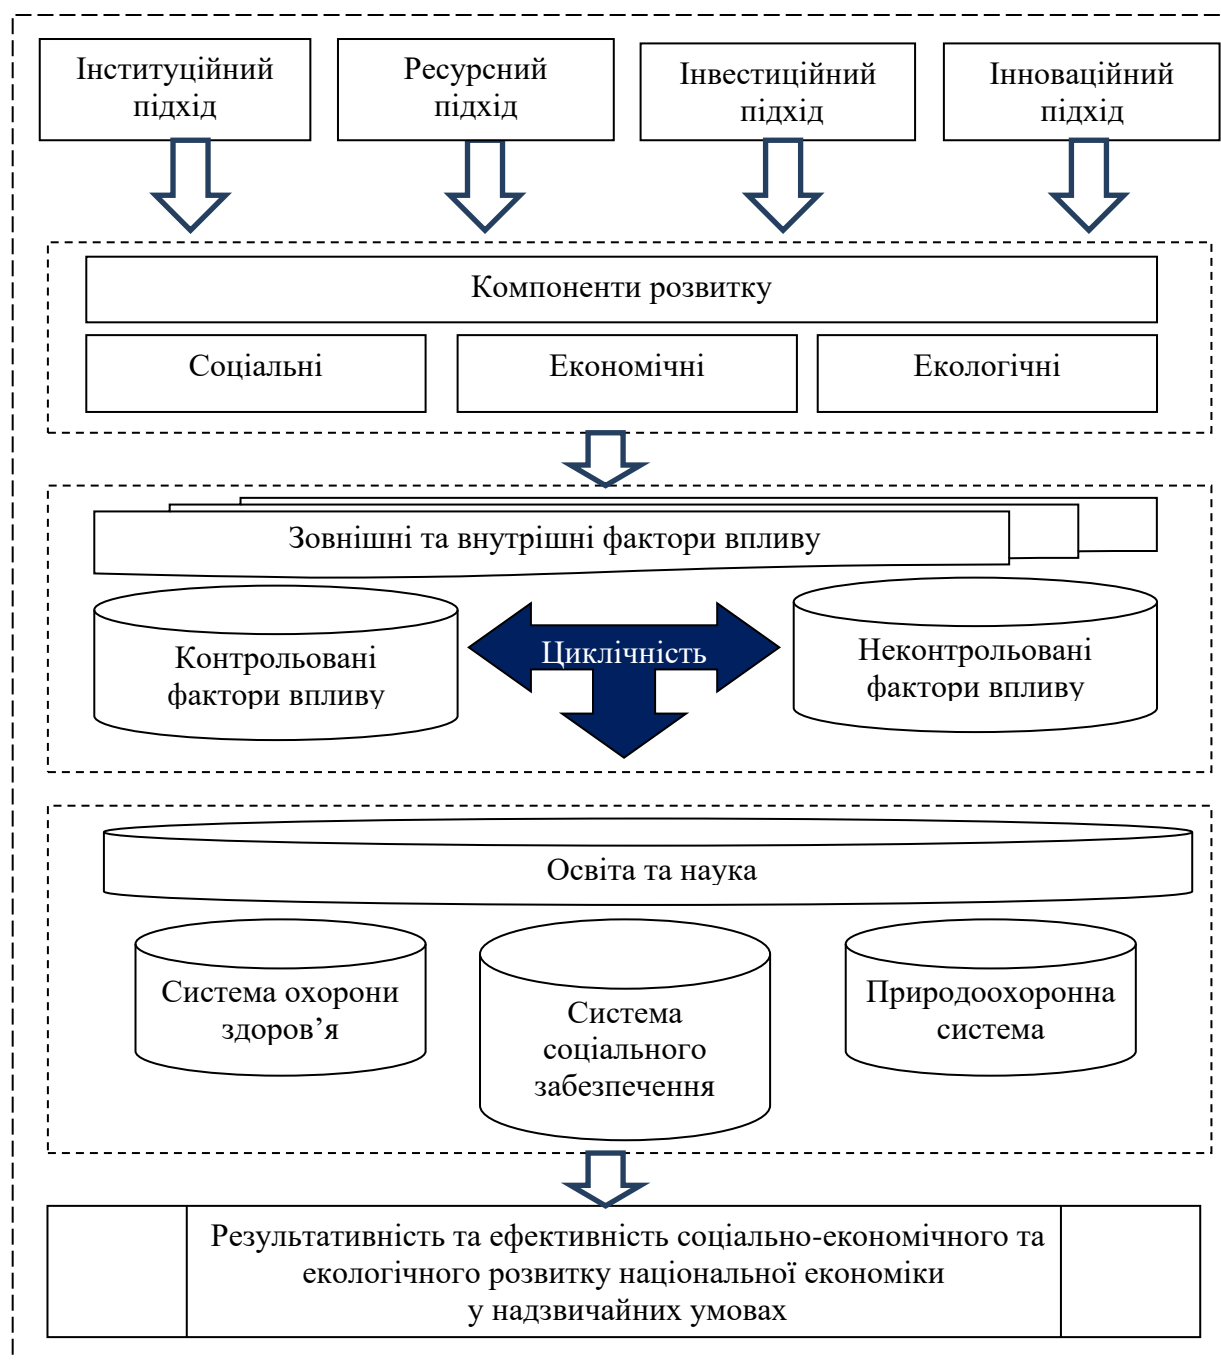 Інституційний
підхід
Ресурсний
підхід
Інвестиційний
підхід
Інноваційний
підхід
Компоненти розвитку
Соціальні
Економічні
Екологічні
Зовнішні та внутрішні фактори впливу
Контрольовані
фактори впливу
Циклічність
Неконтрольовані
фактори впливу
Освіта та наука
Система охорони
здоров’я
Система
соціального
забезпечення
Природоохоронна
система
Результативність та ефективність соціально-економічного та
екологічного розвитку національної економіки
у надзвичайних умовах